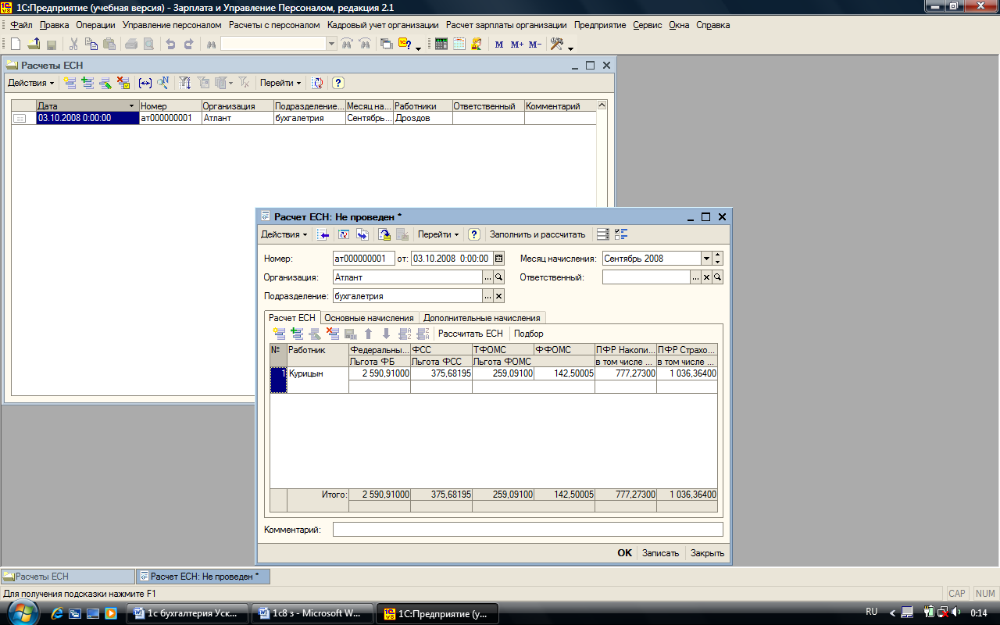 1С:Предприятие (учебная версия) - Зарплата и Управление Персоналом, редакция 2.1
Файл Правка Операции Управление персоналом Расчеты с персоналом Кадровый учет организации Расчет зарплаты организации Предприятие Сервис Окна Справка
M M+ M-
Расчеты ЕСН
Действия Перейти
Дата Номер Организация Подразделение... Месяц на... Работники Ответственный Комментарий
03.10.2008 0:00:00 ат000000001 Атлант бухгалетрия Сентябрь... Дроздов
Расчет ЕСН: Не проведен *
Действия Перейти Заполнить и рассчитать
Номер: ат000000001 от: 03.10.2008 0:00:00 Месяц начисления: Сентябрь 2008
Организация: Атлант Ответственный:
Подразделение: бухгалетрия
Расчет ЕСН Основные начисления Дополнительные начисления
Рассчитать ЕСН Подбор
№ Работник Федеральны... ФСС ТФОМС ФФОМС ПФР Накопи... ПФР Страхо...
Льгота ФБ Льгота ФСС Льгота ФОМС в том числе ... в том числе ...
1 Курицын 2 590,91000 375,68195 259,09100 142,50005 777,27300 1 036,36400
Итого: 2 590,91000 375,68195 259,09100 142,50005 777,27300 1 036,36400
Комментарий:
OK Записать Закрыть
Расчеты ЕСН Расчет ЕСН: Не проведен *
Для получения подсказки нажмите F1 CAP NUM
1с бухгалтерия Уск... 1с8 з - Microsoft W... 1С:Предприятие (у... RU 0:14